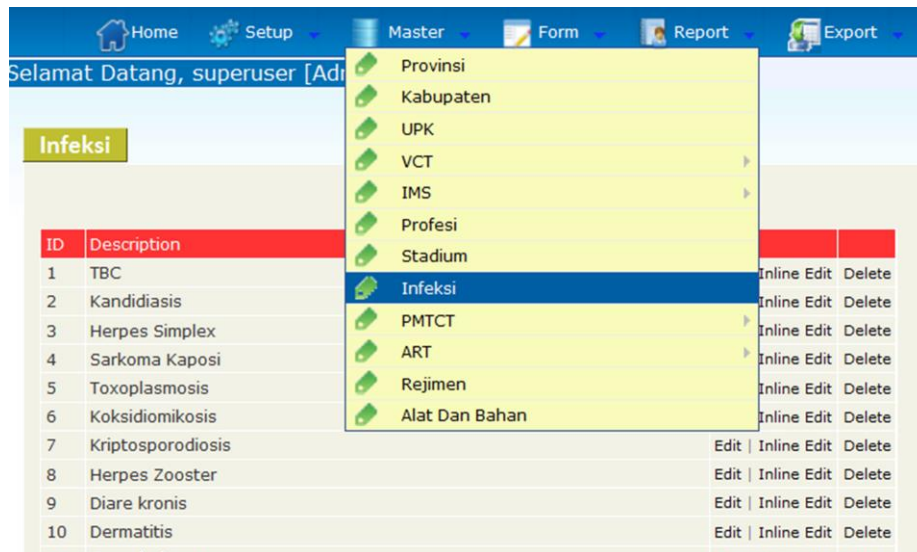 Home Setup Master Form Report Export
Selamat Datang, superuser [Adr
Provinsi
Kabupaten
UPK
VCT
IMS
Profesi
Stadium
Infeksi
PMTCT
ART
Rejimen
Alat Dan Bahan
Infeksi
ID Description
1 TBC Inline Edit Delete
2 Kandidiasis Inline Edit Delete
3 Herpes Simplex Inline Edit Delete
4 Sarkoma Kaposi Inline Edit Delete
5 Toxoplasmosis Inline Edit Delete
6 Koksidiomikosis Inline Edit Delete
7 Kriptosporodiosis Edit | Inline Edit Delete
8 Herpes Zooster Edit | Inline Edit Delete
9 Diare kronis Edit | Inline Edit Delete
10 Dermatitis Edit | Inline Edit Delete